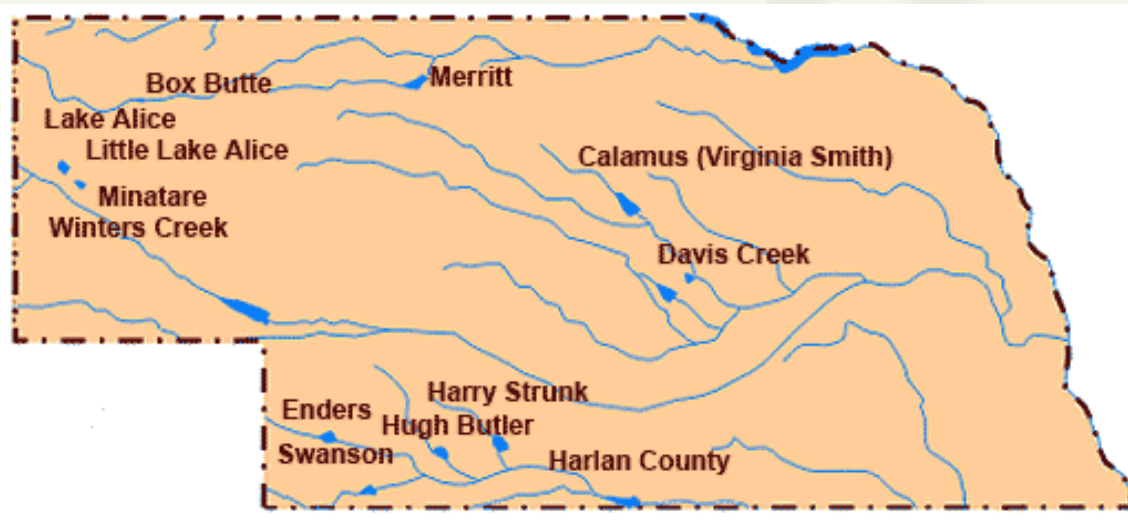 Box Butte
Merritt
Lake Alice
Little Lake Alice
Calamus (Virginia Smith)
Minatare
Winters Creek
Davis Creek
Harry Strunk
Enders
Hugh Butler
Swanson
Harlan County